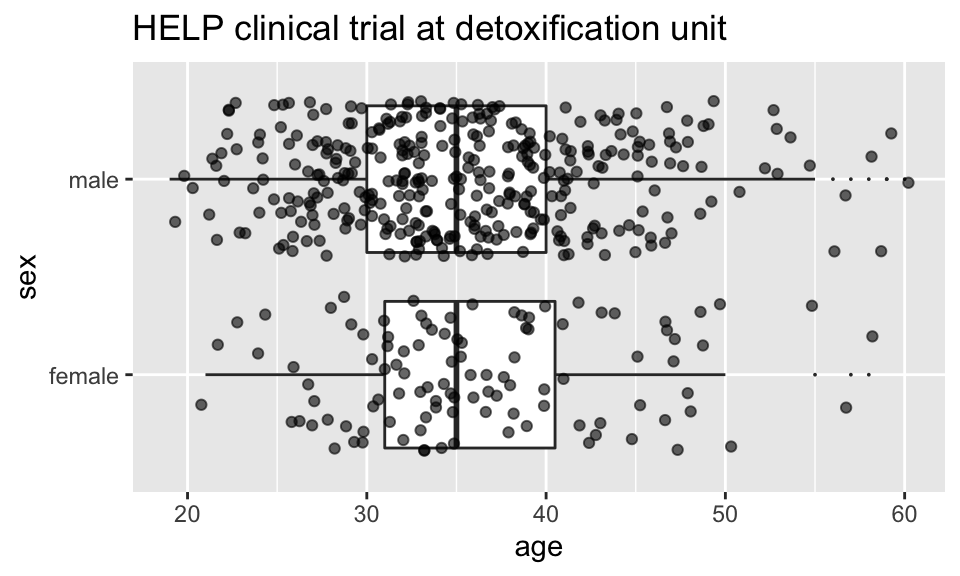 HELP clinical trial at detoxification unit
sex
male
female
20 30 40 50 60
age